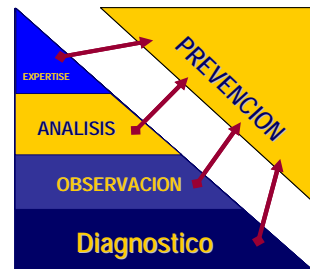 PREVENCION
EXPERTISE
ANALISIS
OBSERVACION
Diagnostico